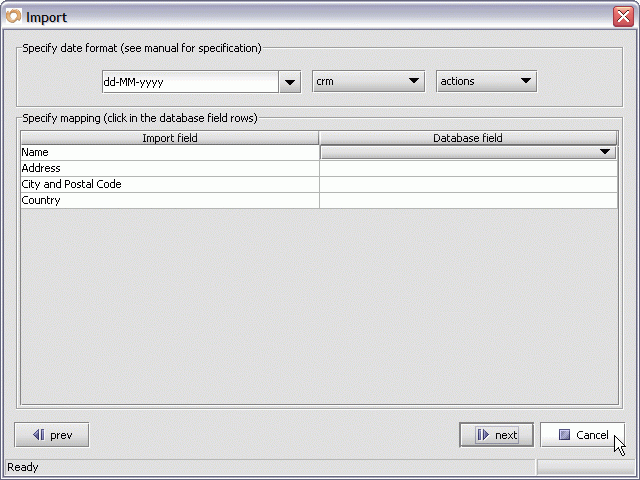 Import
Specify date format (see manual for specification)
dd-MM-yyyy
crm
actions
Specify mapping (click in the database field rows)
Import field
Database field
Name
Address
City and Postal Code
Country
prev
next
Cancel
Ready